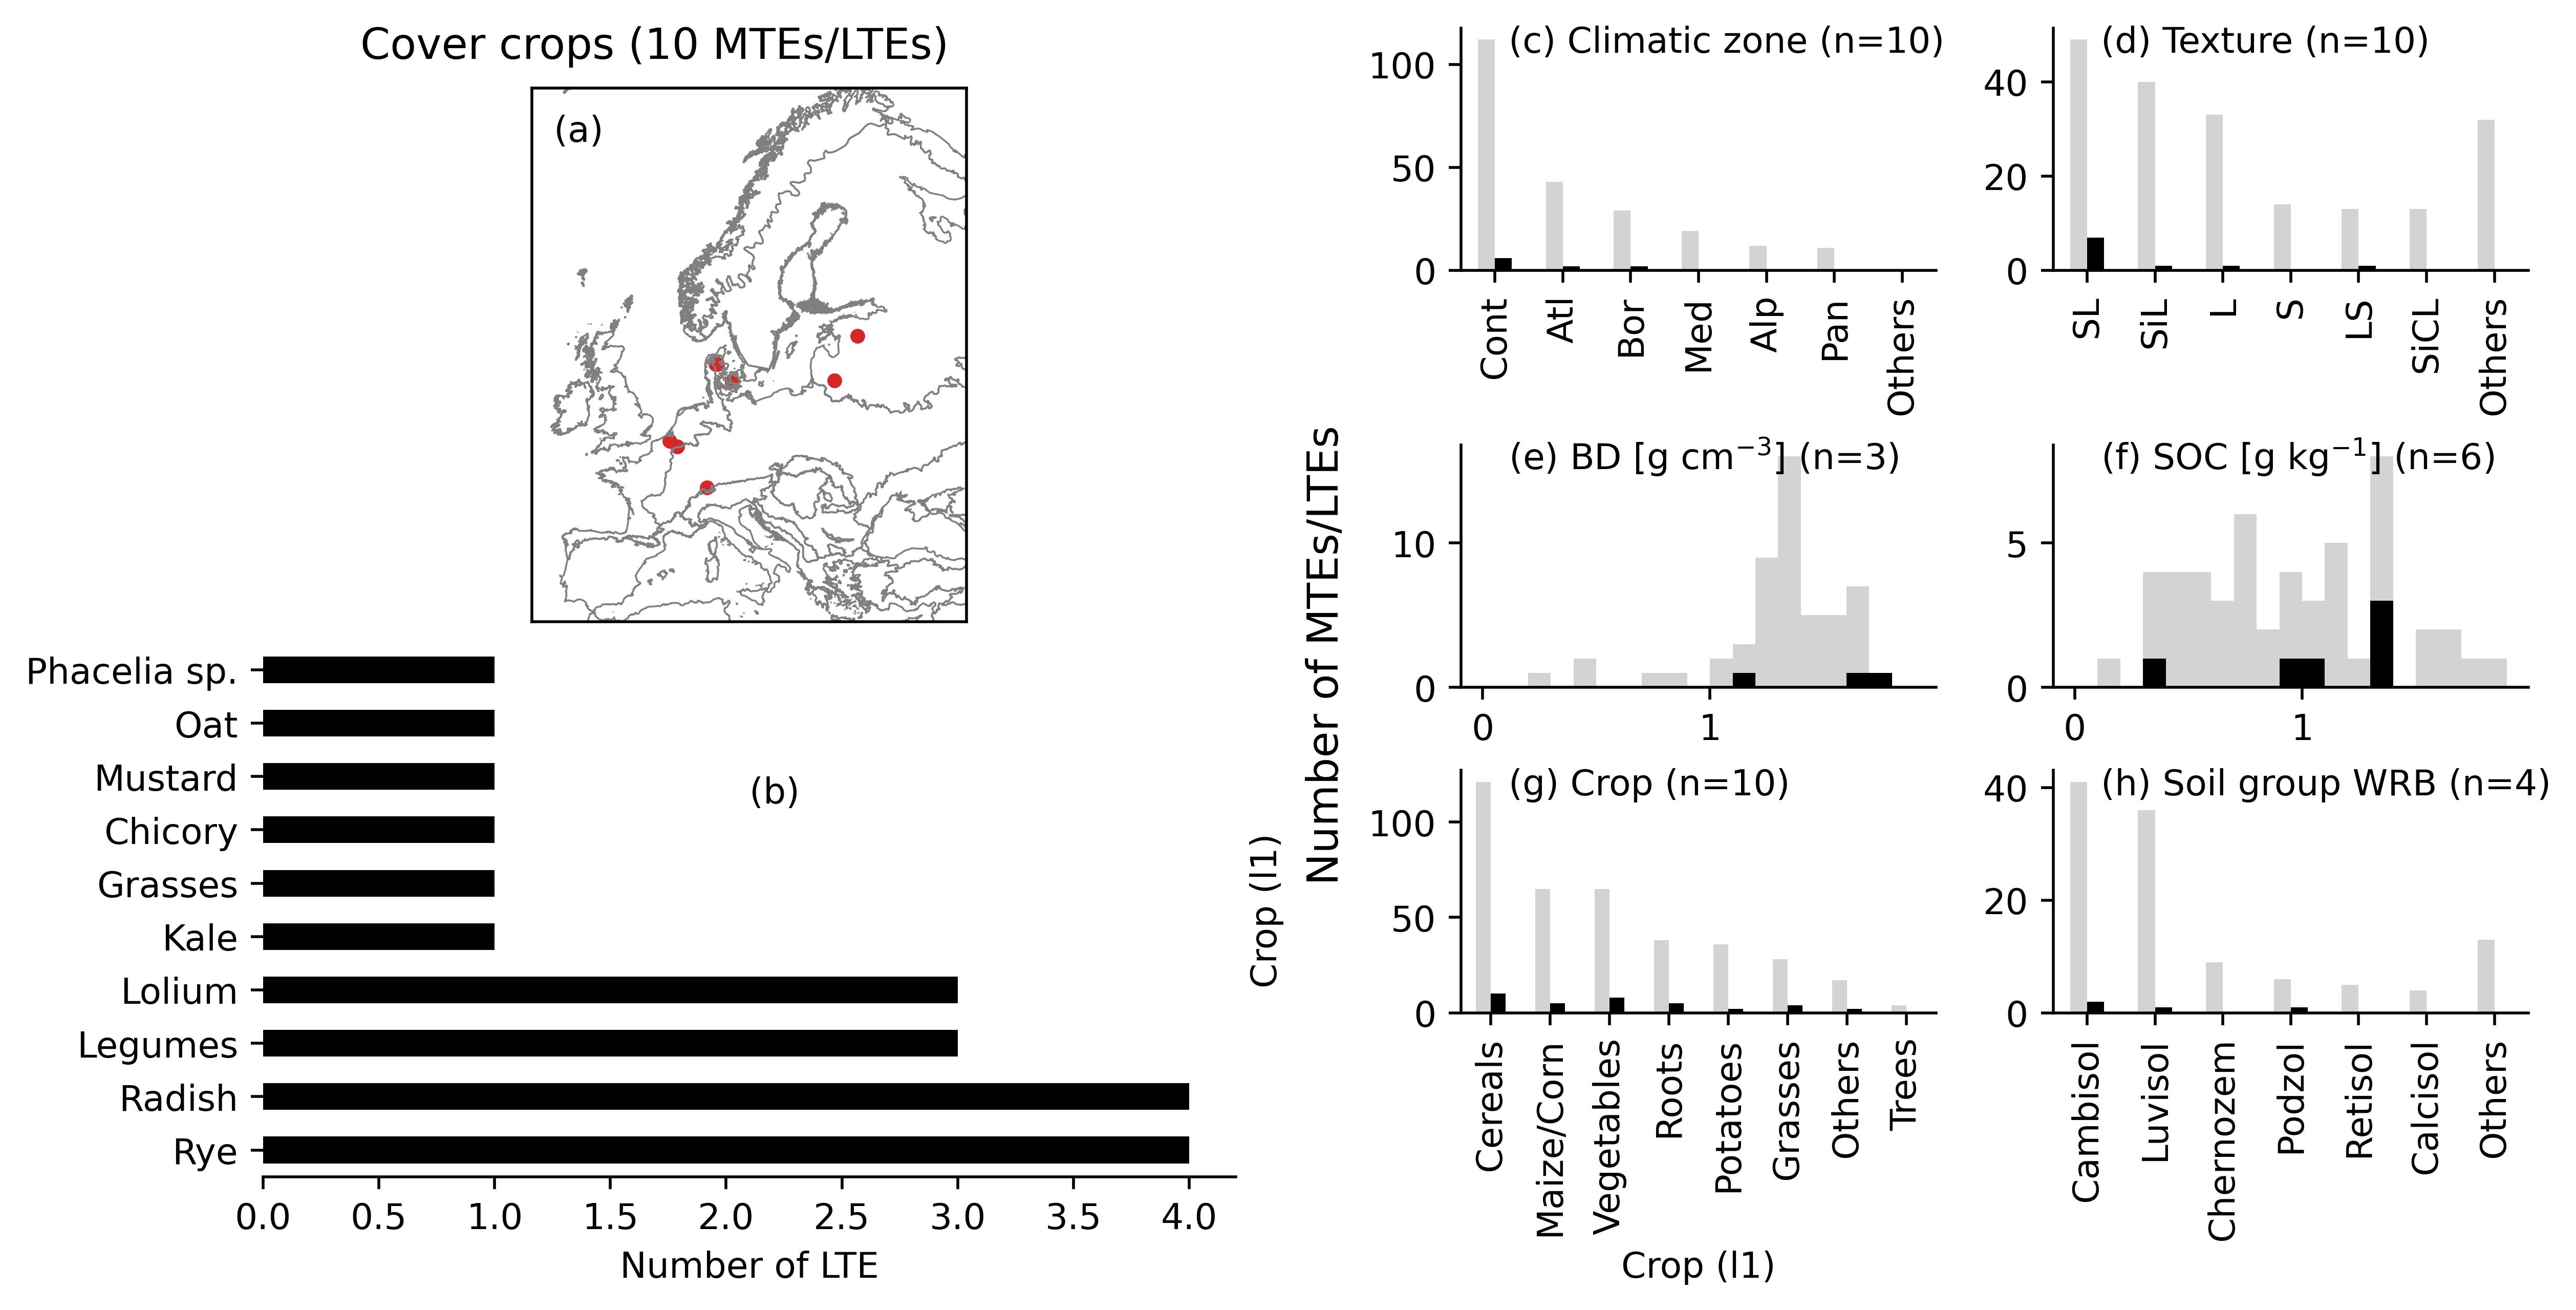 Cover crops (10 MTEs/LTEs)
(a)
Phacelia sp.
Oat
Mustard
Chicory
Grasses
Kale
Lolium
Legumes
Radish
Rye
(b)
0.0 0.5 1.0 1.5 2.0 2.5 3.0 3.5 4.0
Number of LTE
Crop (l1)
Number of MTEs/LTEs
(c) Climatic zone (n=10)
100
50
0
Cont Atl Bor Med Alp Pan Others
(d) Texture (n=10)
40
20
0
SL SiL L S LS SiCL Others
(e) BD [g cm⁻³] (n=3)
10
0
0 1
(f) SOC [g kg⁻¹] (n=6)
5
0
0 1
(g) Crop (n=10)
100
50
0
Cereals Maize/Corn Vegetables Roots Potatoes Grasses Others Trees
Crop (l1)
(h) Soil group WRB (n=4)
40
20
0
Cambisol Luvisol Chernozem Podzol Retisol Calcisol Others